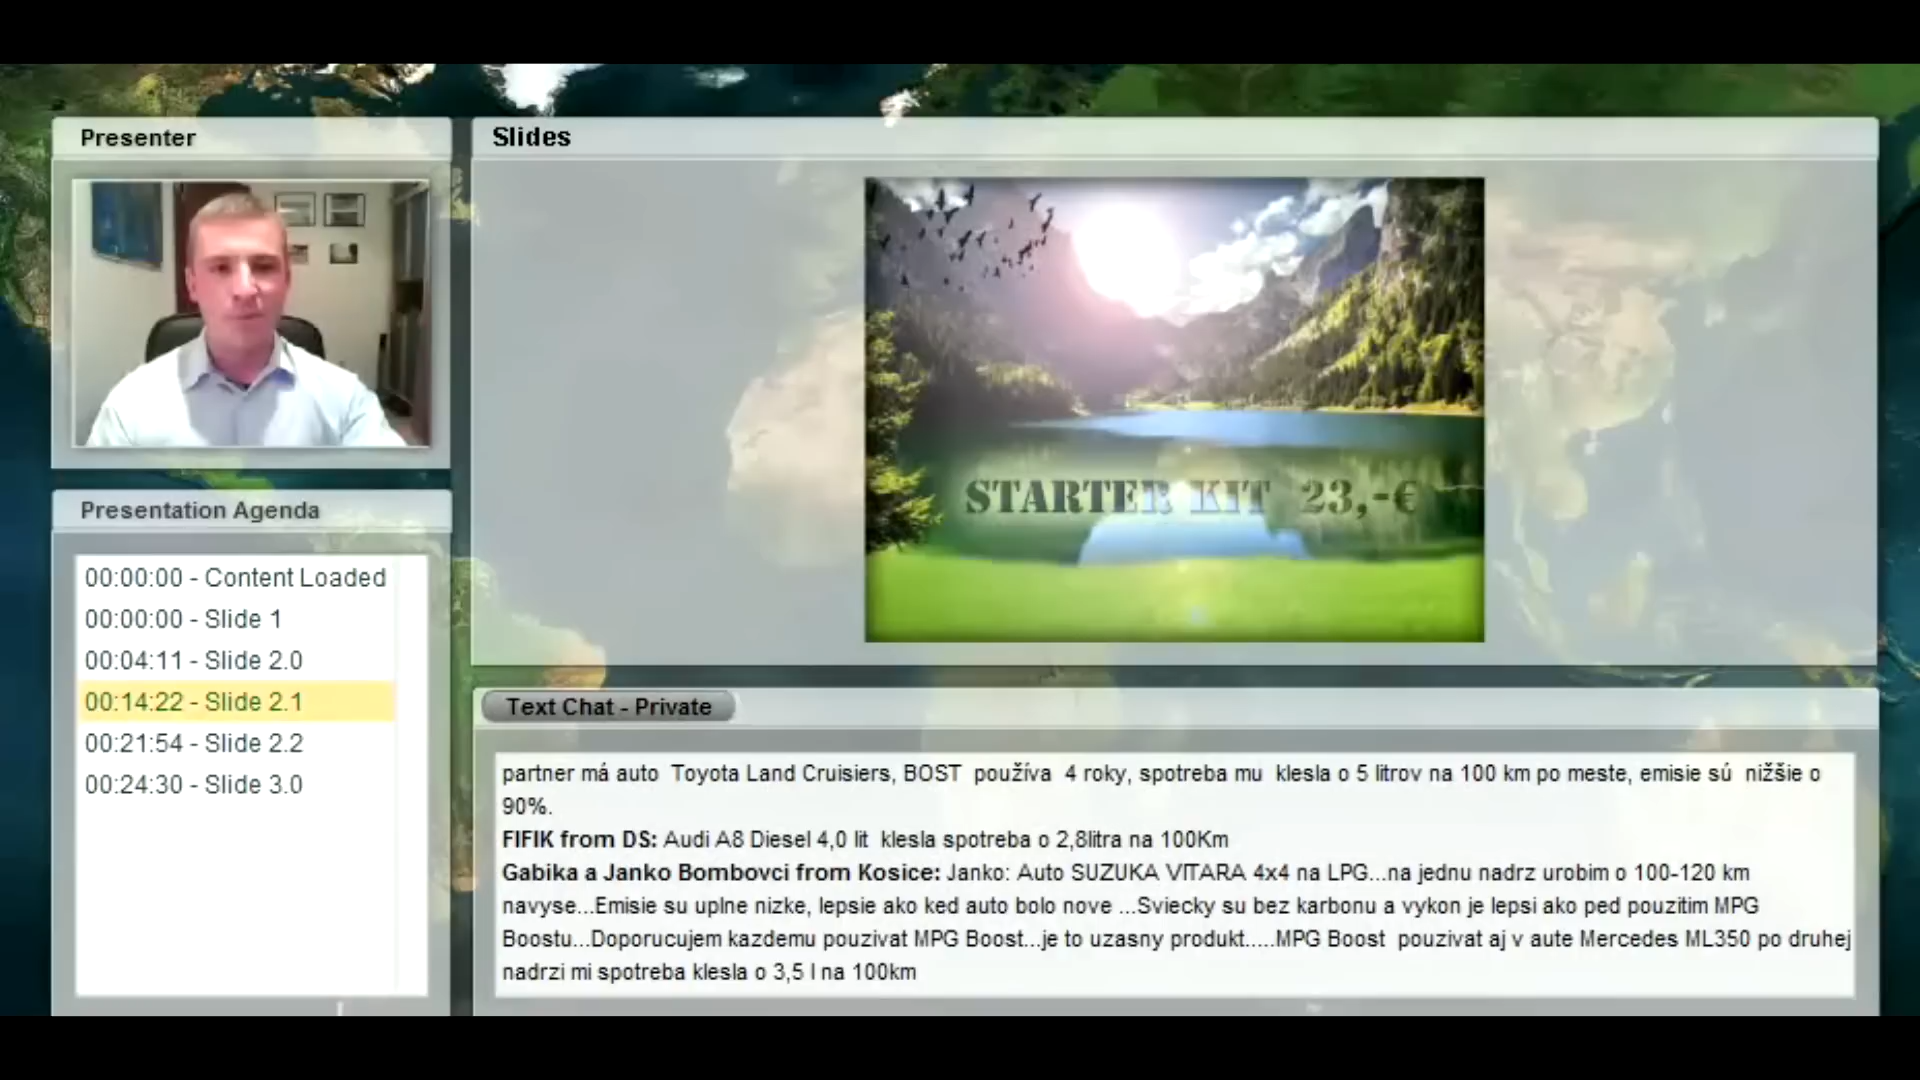 Presenter
Slides
STARTER KIT 23,-€
Presentation Agenda
00:00:00 - Content Loaded
00:00:00 - Slide 1
00:04:11 - Slide 2.0
00:14:22 - Slide 2.1
00:21:54 - Slide 2.2
00:24:30 - Slide 3.0
Text Chat - Private
partner má auto Toyota Land Cruisiers, BOST používa 4 roky, spotreba mu klesla o 5 litrov na 100 km po meste, emisie sú nižšie o
90%.
FIFIK from DS: Audi A8 Diesel 4,0 lit klesla spotreba o 2,8litra na 100Km
Gabika a Janko Bombovci from Kosice: Janko: Auto SUZUKA VITARA 4x4 na LPG...na jednu nadrz urobim o 100-120 km
navyse...Emisie su uplne nizke, lepsie ako ked auto bolo nove ...Sviecky su bez karbonu a vykon je lepsi ako ped pouzitim MPG
Boostu...Doporucujem kazdemu pouzivat MPG Boost...je to uzasny produkt.....MPG Boost pouzivat aj v aute Mercedes ML350 po druhej
nadrzi mi spotreba klesla o 3,5 l na 100km